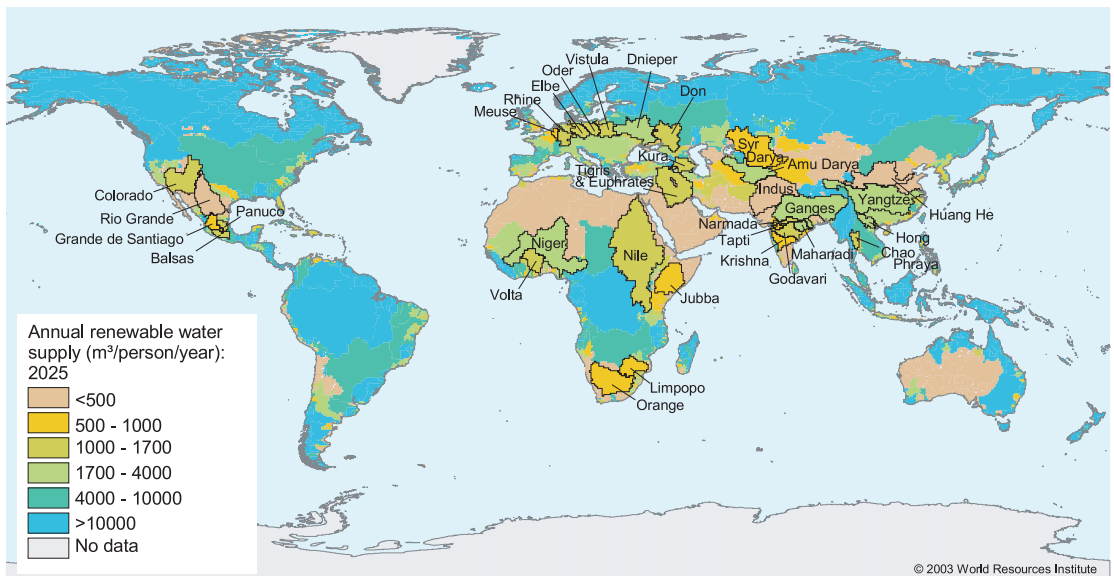 Vistula
Dnieper
Oder
Elbe
Rhine
Meuse
Don
Kura
Tigris
& Euphrates
Syr
Darya
Amu Darya
Indus
Ganges
Yangtze
Huang He
Colorado
Rio Grande
Panuco
Grande de Santiago
Balsas
Niger
Nile
Volta
Jubba
Narmada
Tapti
Krishna
Mahanadi
Godavari
Hong
Chao
Phraya
Limpopo
Orange
Annual renewable water
supply (m³/person/year):
2025
<500
500 - 1000
1000 - 1700
1700 - 4000
4000 - 10000
>10000
No data
© 2003 World Resources Institute